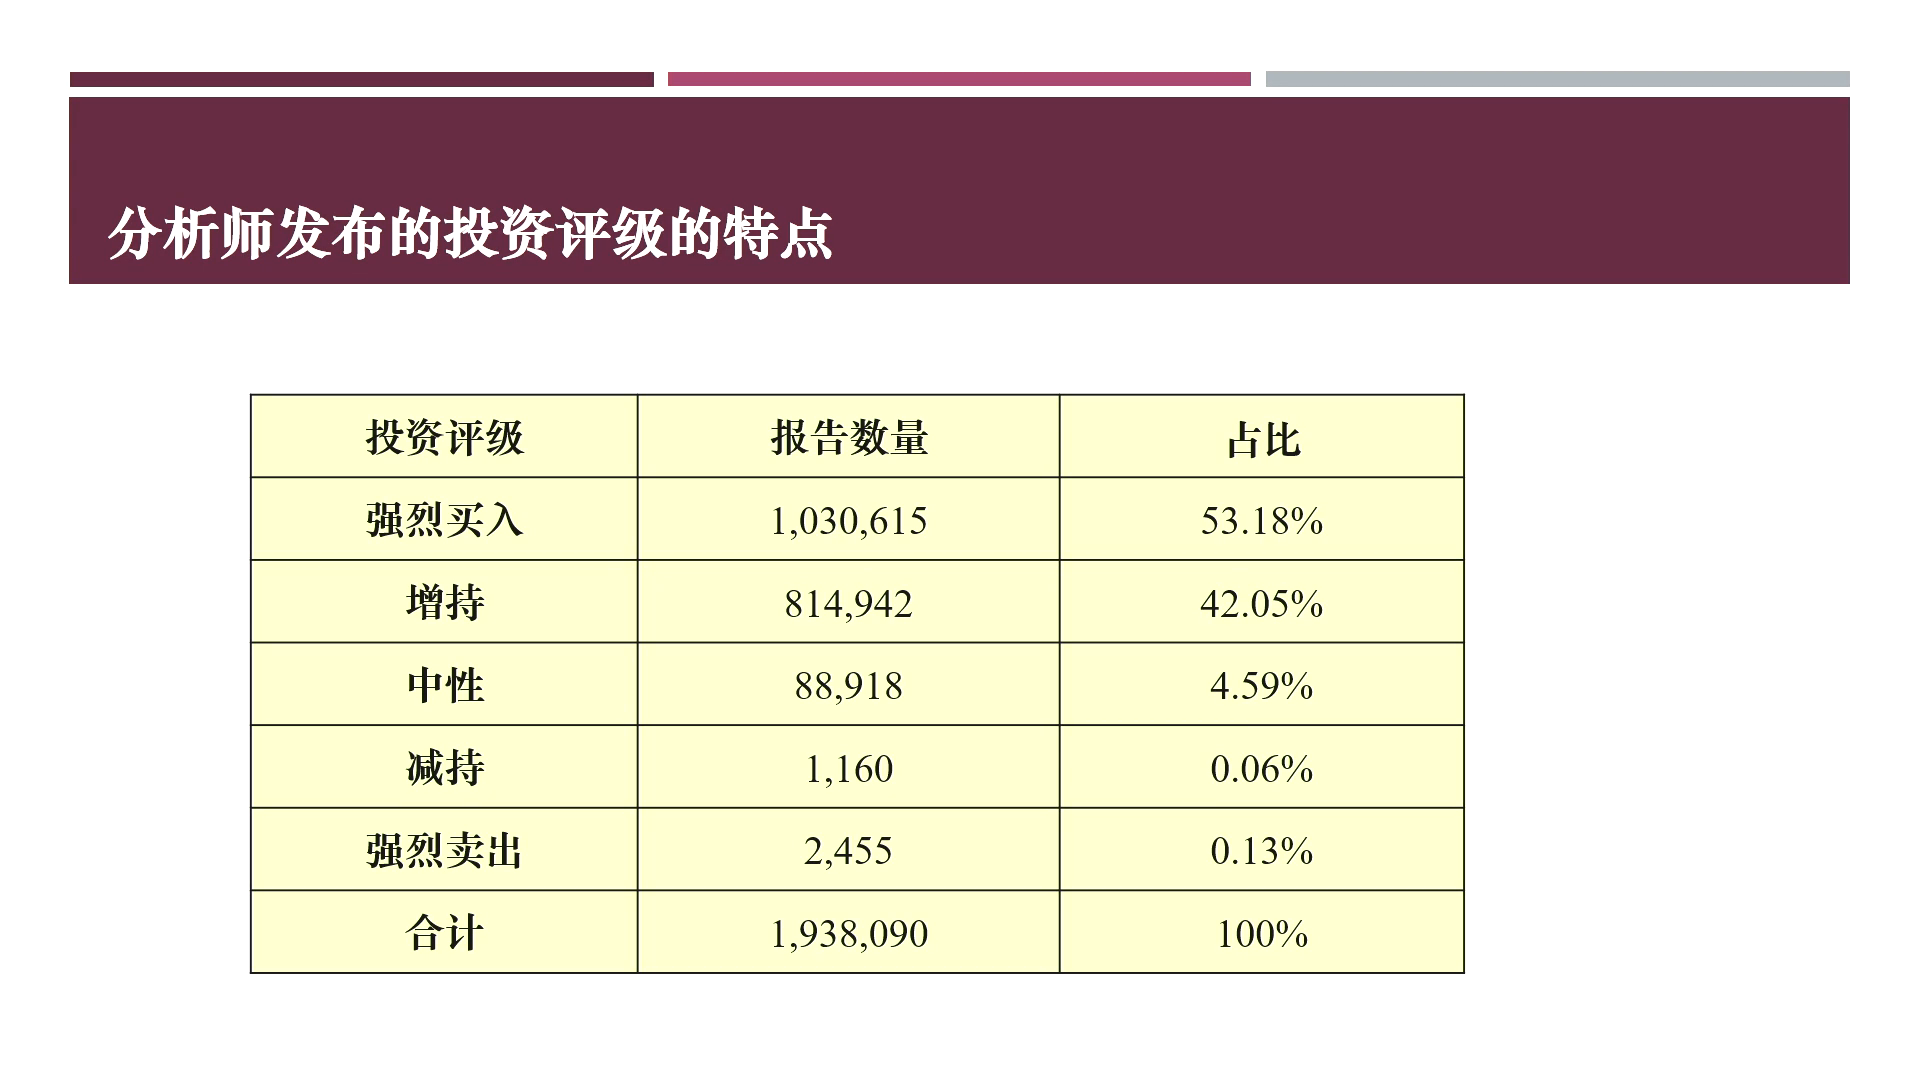 分析师发布的投资评级的特点
投资评级 报告数量 占比
强烈买入 1,030,615 53.18%
增持 814,942 42.05%
中性 88,918 4.59%
减持 1,160 0.06%
强烈卖出 2,455 0.13%
合计 1,938,090 100%